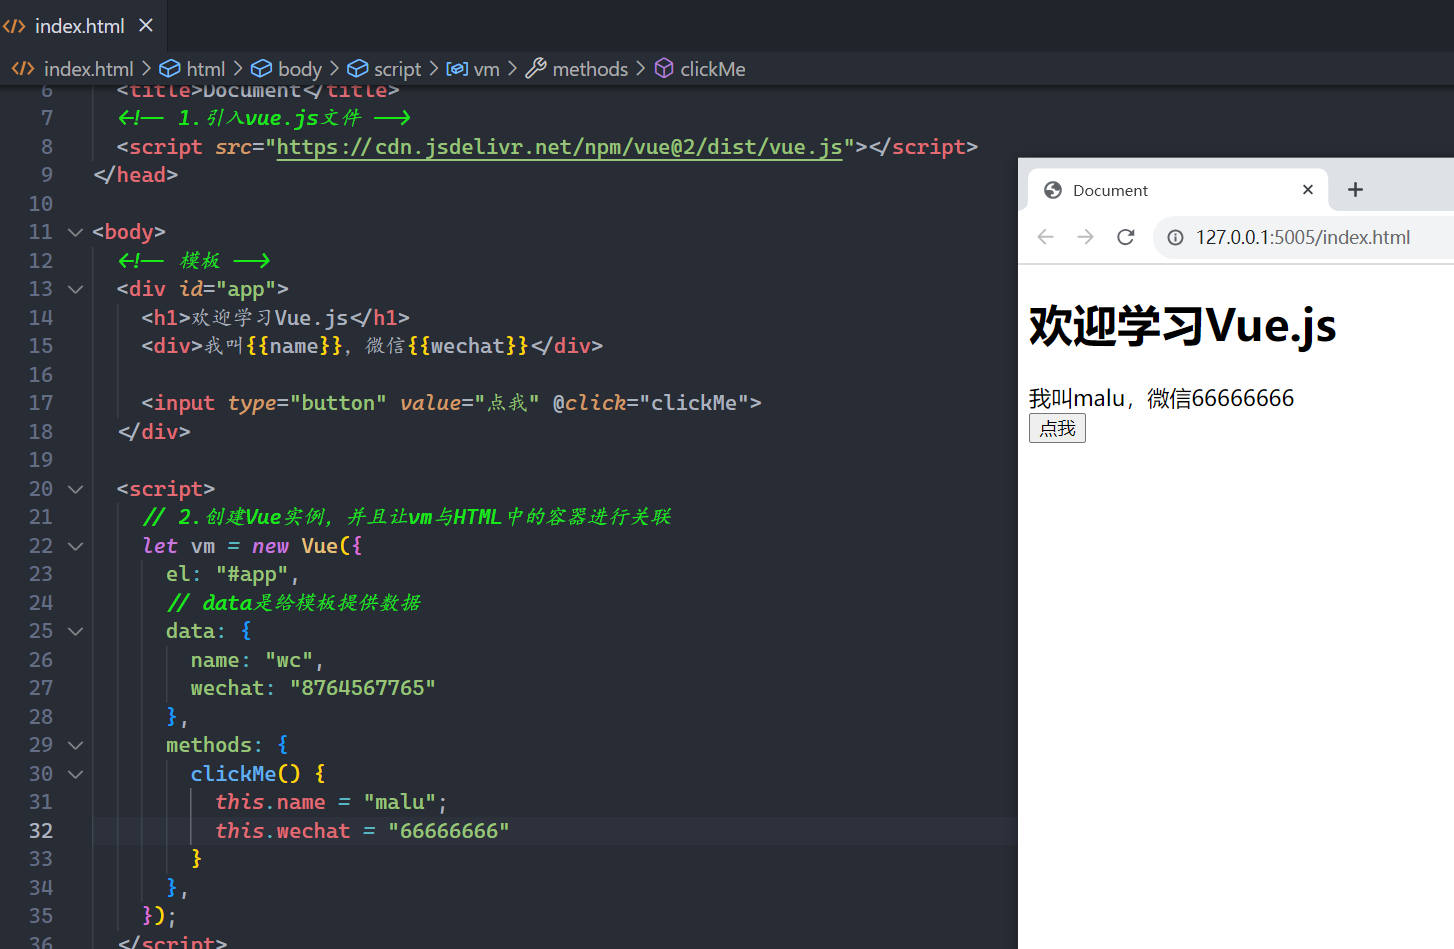 index.html
index.html > html > body > script > vm > methods > clickMe
6 <title>Document</title>
7 <!-- 1.引入vue.js文件 -->
8 <script src="https://cdn.jsdelivr.net/npm/vue@2/dist/vue.js"></script>
9 </head>
10
11 <body>
12 <!-- 模板 -->
13 <div id="app">
14 <h1>欢迎学习Vue.js</h1>
15 <div>我叫{{name}}，微信{{wechat}}</div>
16
17 <input type="button" value="点我" @click="clickMe">
18 </div>
19
20 <script>
21 // 2.创建Vue实例，并且让vm与HTML中的容器进行关联
22 let vm = new Vue({
23 el: "#app",
24 // data是给模板提供数据
25 data: {
26 name: "wc",
27 wechat: "8764567765"
28 },
29 methods: {
30 clickMe() {
31 this.name = "malu";
32 this.wechat = "66666666"
33 }
34 },
35 });
36 </script>
Document
127.0.0.1:5005/index.html
欢迎学习Vue.js
我叫malu，微信66666666
点我